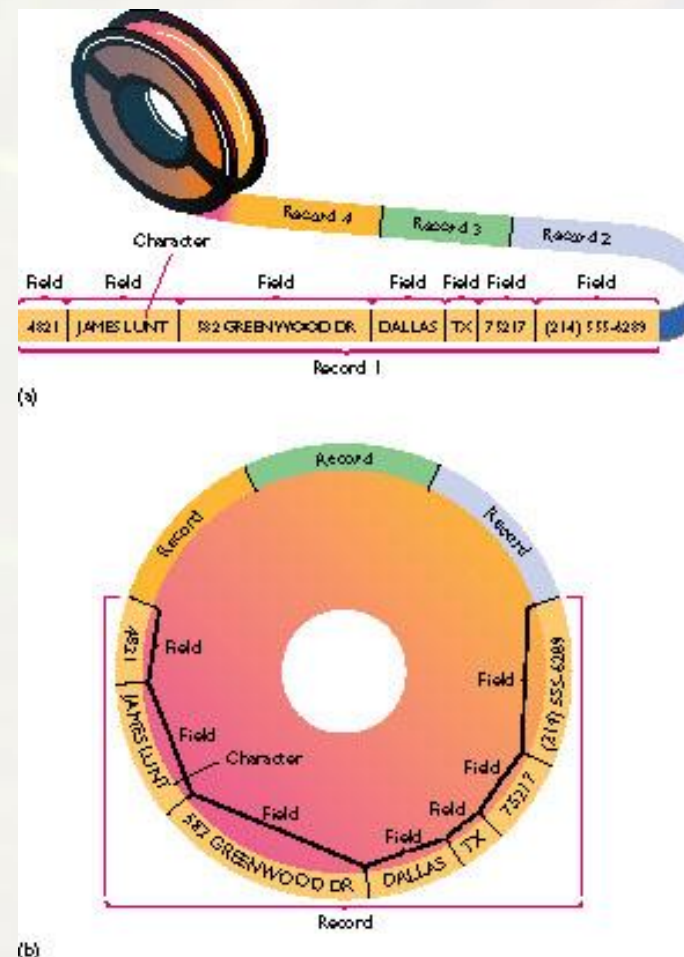 Record 4
Record 3
Record 2
Character
Field Field Field Field Field Field Field
4821 JAMES LUNT 582 GREENWOOD DR DALLAS TX 75217 (214) 555-6289
Record 1
(a)
Record
Record
Record
4821
Field
JAMES LUNT
Field
Character
582 GREENWOOD DR
Field
DALLAS
Field
TX
Field
75217
Field
(214) 555-6289
Field
Record
(b)